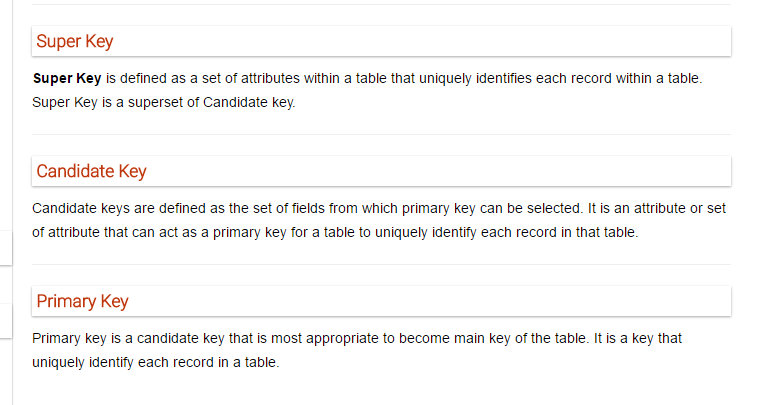 Super Key
Super Key is defined as a set of attributes within a table that uniquely identifies each record within a table.
Super Key is a superset of Candidate key.
Candidate Key
Candidate keys are defined as the set of fields from which primary key can be selected. It is an attribute or set
of attribute that can act as a primary key for a table to uniquely identify each record in that table.
Primary Key
Primary key is a candidate key that is most appropriate to become main key of the table. It is a key that
uniquely identify each record in a table.